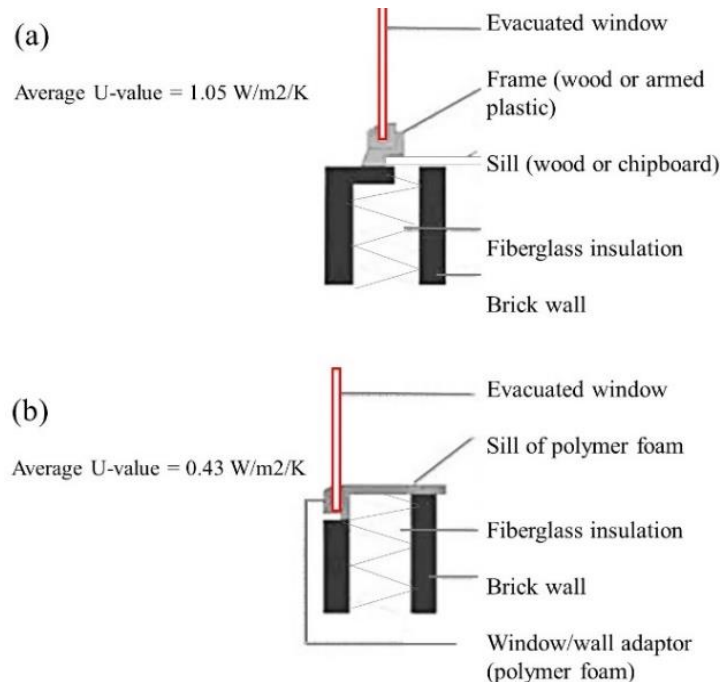 (a)
Average U-value = 1.05 W/m2/K
Evacuated window
Frame (wood or armed
plastic)
Sill (wood or chipboard)
Fiberglass insulation
Brick wall
(b)
Average U-value = 0.43 W/m2/K
Evacuated window
Sill of polymer foam
Fiberglass insulation
Brick wall
Window/wall adaptor
(polymer foam)